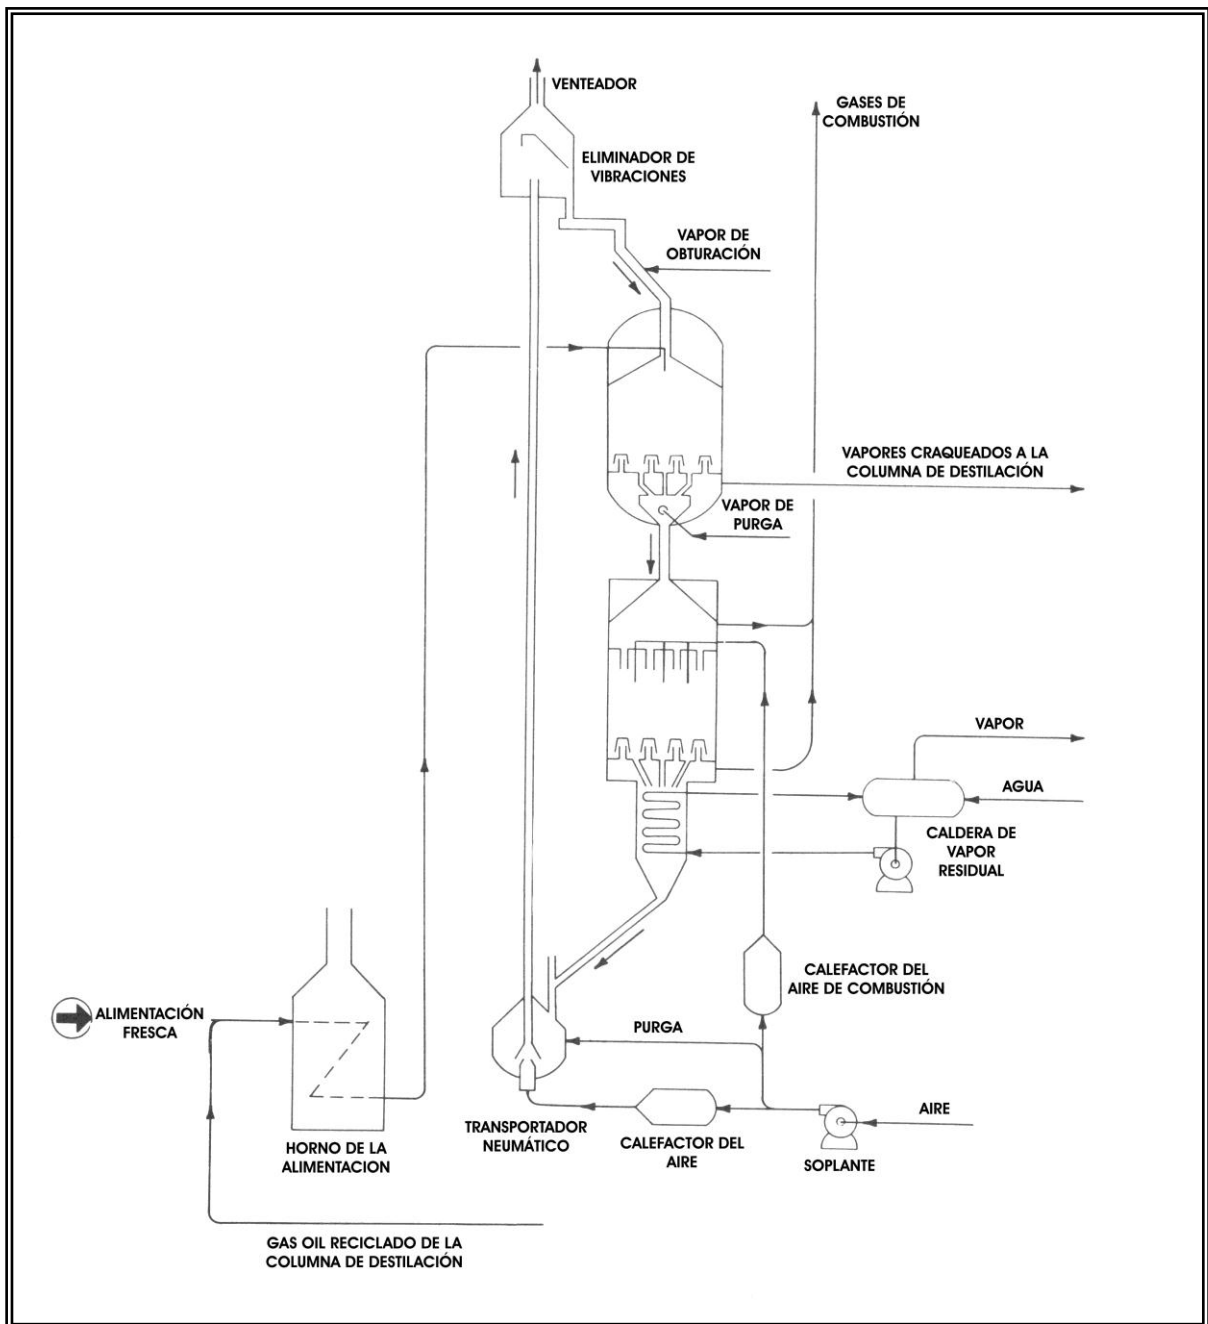 VENTEADOR
GASES DE
COMBUSTIÓN
ELIMINADOR DE
VIBRACIONES
VAPOR DE
OBTURACIÓN
VAPORES CRAQUEADOS A LA
COLUMNA DE DESTILACIÓN
VAPOR DE
PURGA
VAPOR
AGUA
CALDERA DE
VAPOR
RESIDUAL
CALEFACTOR DEL
AIRE DE COMBUSTIÓN
ALIMENTACIÓN
FRESCA
PURGA
AIRE
TRANSPORTADOR
NEUMÁTICO
CALEFACTOR DEL
AIRE
SOPLANTE
HORNO DE LA
ALIMENTACION
GAS OIL RECICLADO DE LA
COLUMNA DE DESTILACIÓN